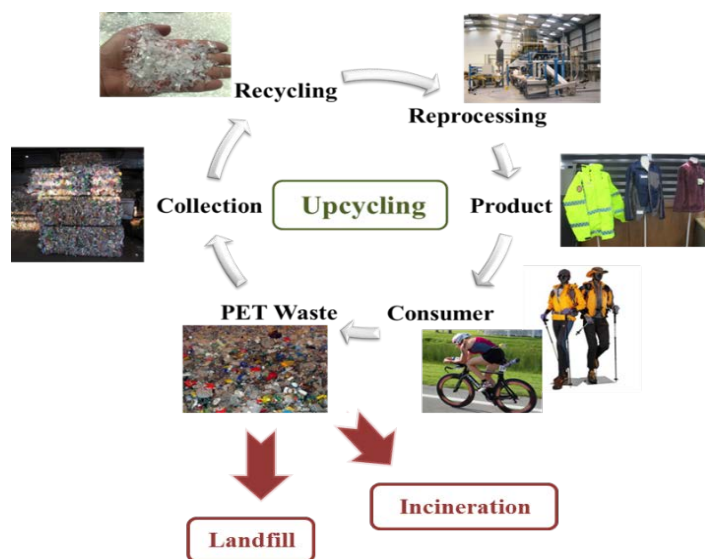 Recycling
Reprocessing
Collection
Upcycling
Product
PET Waste
Consumer
Incineration
Landfill